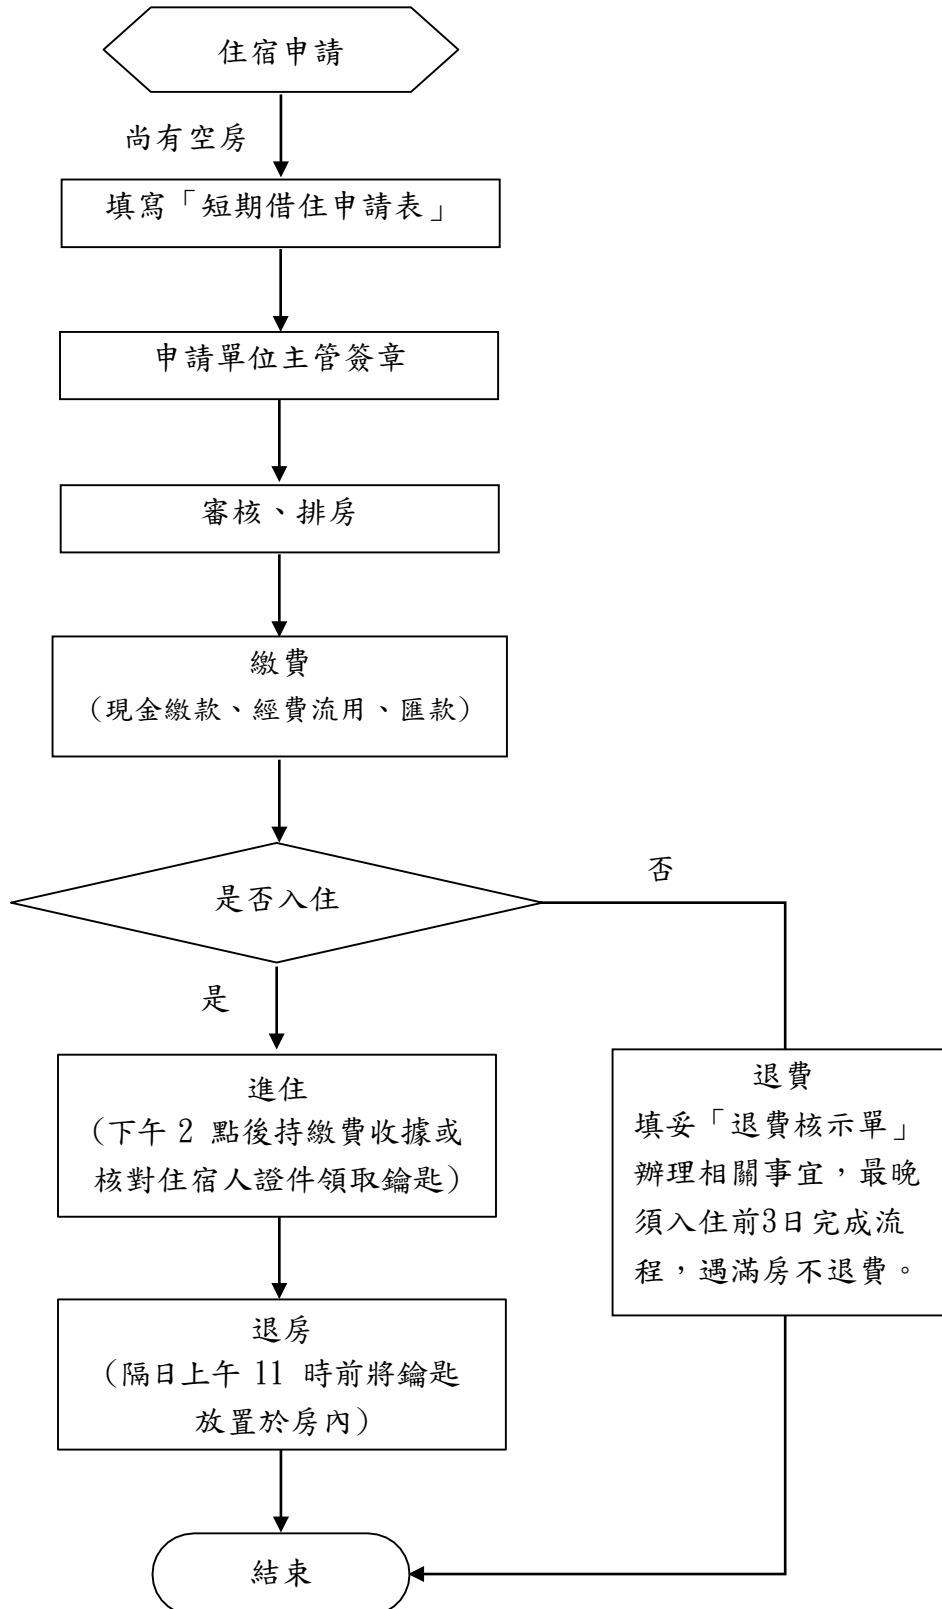 住宿申請
尚有空房
填寫「短期借住申請表」
申請單位主管簽章
審核、排房
繳費
（現金繳款、經費流用、匯款）
是否入住
否
是
進住
（下午 2 點後持繳費收據或
核對住宿人證件領取鑰匙）
退費
填妥「退費核示單」
辦理相關事宜，最晚
須入住前3日完成流
程，遇滿房不退費。
退房
（隔日上午 11 時前將鑰匙
放置於房內）
結束